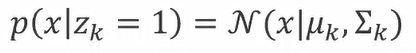 p(x|z_k = 1) = 𝒩(x|μ_k, Σ_k)